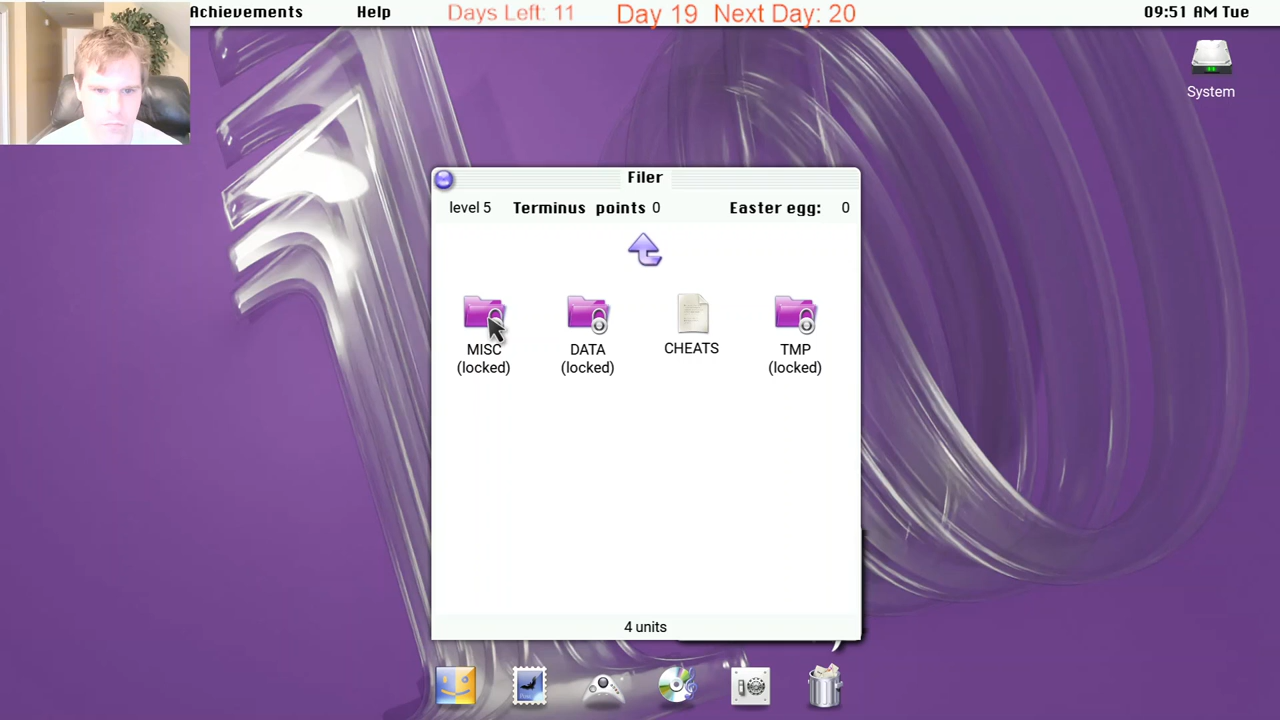 Achievements Help Days Left: 11 Day 19 Next Day: 20 09:51 AM Tue
System
Filer
level 5 Terminus points 0 Easter egg: 0
MISC DATA CHEATS TMP
(locked) (locked) (locked)
4 units